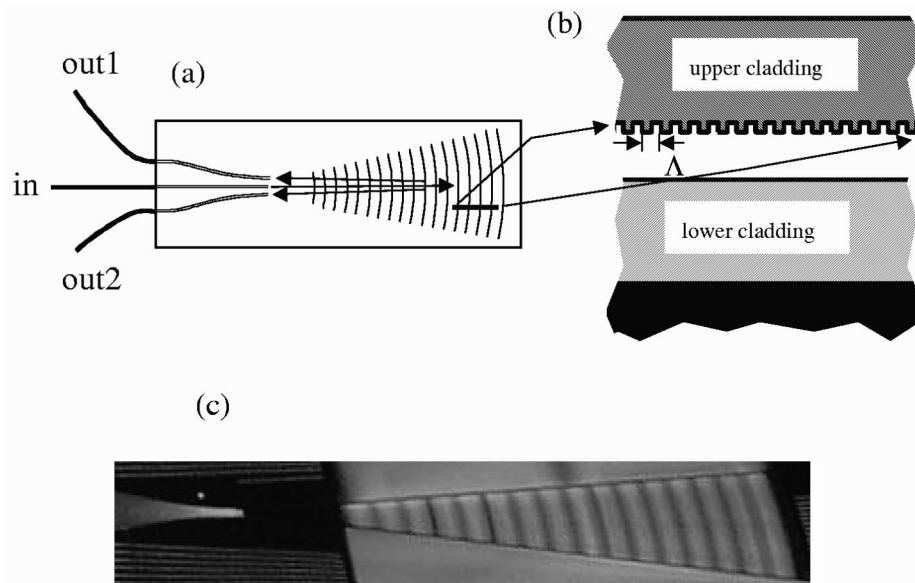 (a)
(b)
out1
in
out2
upper cladding
Λ
lower cladding
(c)